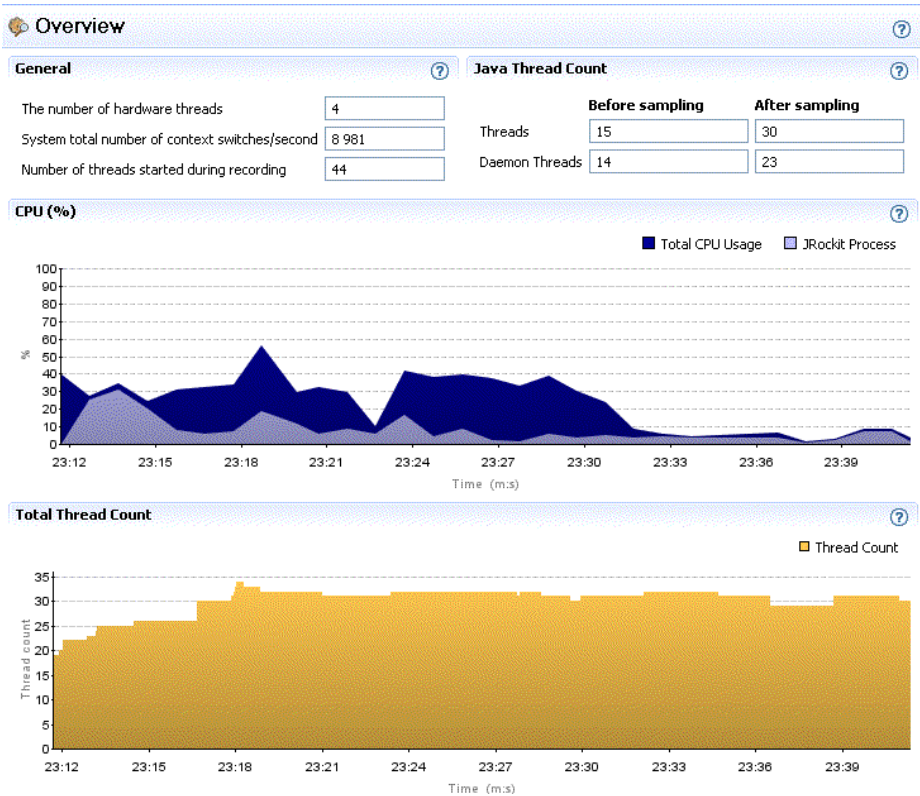 Overview
General
The number of hardware threads 4
System total number of context switches/second 8 981
Number of threads started during recording 44
Java Thread Count
Before sampling After sampling
Threads 15 30
Daemon Threads 14 23
CPU (%)
Total CPU Usage JRockit Process
100
90
80
70
60
50
40
30
20
10
0
%
23:12 23:15 23:18 23:21 23:24 23:27 23:30 23:33 23:36 23:39
Time (m:s)
Total Thread Count
Thread Count
35
30
25
20
15
10
5
0
Thread count
23:12 23:15 23:18 23:21 23:24 23:27 23:30 23:33 23:36 23:39
Time (m:s)